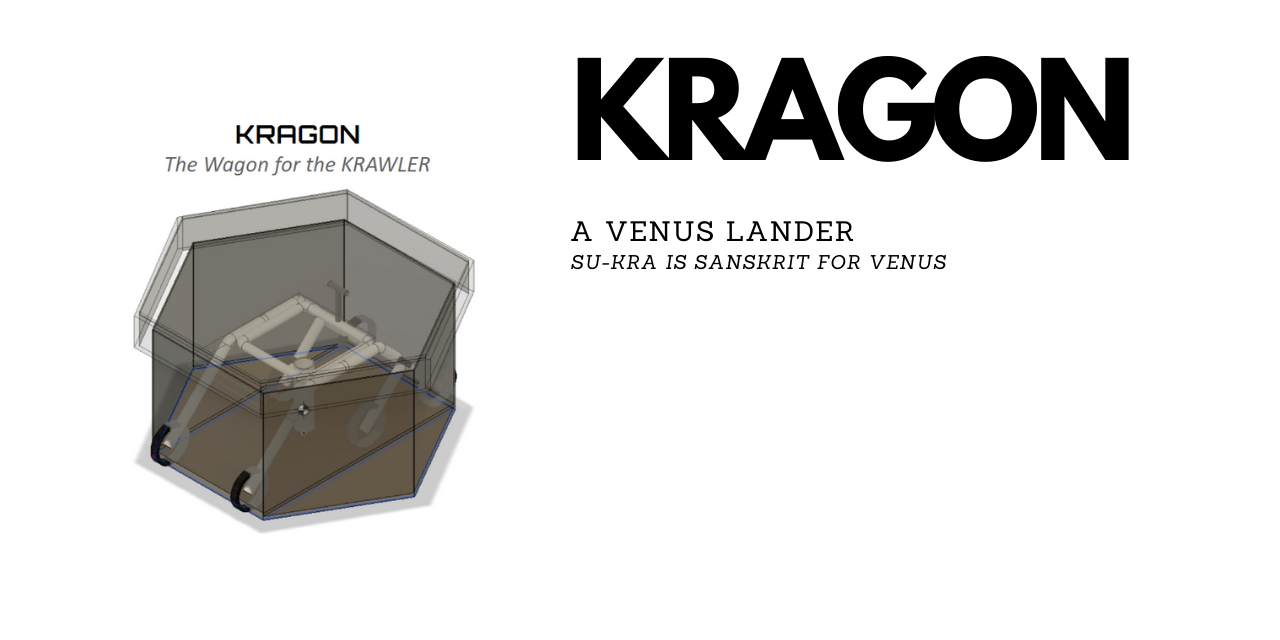 KRAGON
The Wagon for the KRAWLER
KRAGON
A VENUS LANDER
SU-KRA IS SANSKRIT FOR VENUS